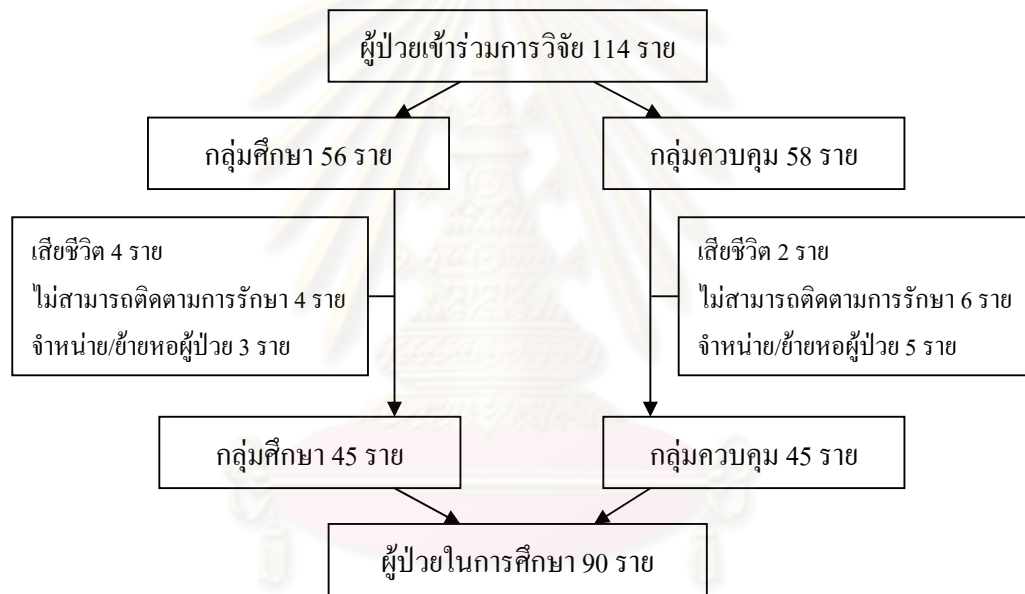 ผู้ป่วยเข้าร่วมการวิจัย 114 ราย
กลุ่มศึกษา 56 ราย
กลุ่มควบคุม 58 ราย
เสียชีวิต 4 ราย
ไม่สามารถติดตามการรักษา 4 ราย
จำหน่าย/ย้ายหอผู้ป่วย 3 ราย
เสียชีวิต 2 ราย
ไม่สามารถติดตามการรักษา 6 ราย
จำหน่าย/ย้ายหอผู้ป่วย 5 ราย
กลุ่มศึกษา 45 ราย
กลุ่มควบคุม 45 ราย
ผู้ป่วยในการศึกษา 90 ราย